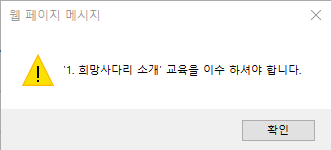 웹 페이지 메시지
'1. 희망사다리 소개' 교육을 이수 하셔야 합니다.
확인